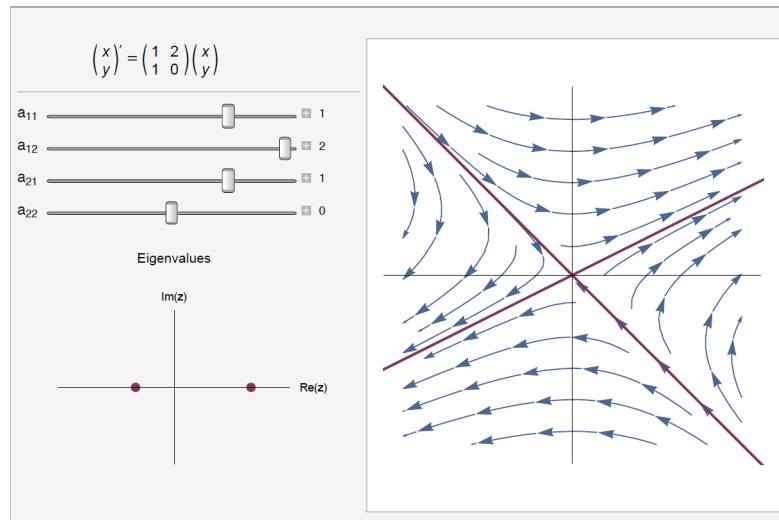 (x y)′ = (1 2 1 0)(x y)
a11 1
a12 2
a21 1
a22 0
Eigenvalues
Im(z)
Re(z)